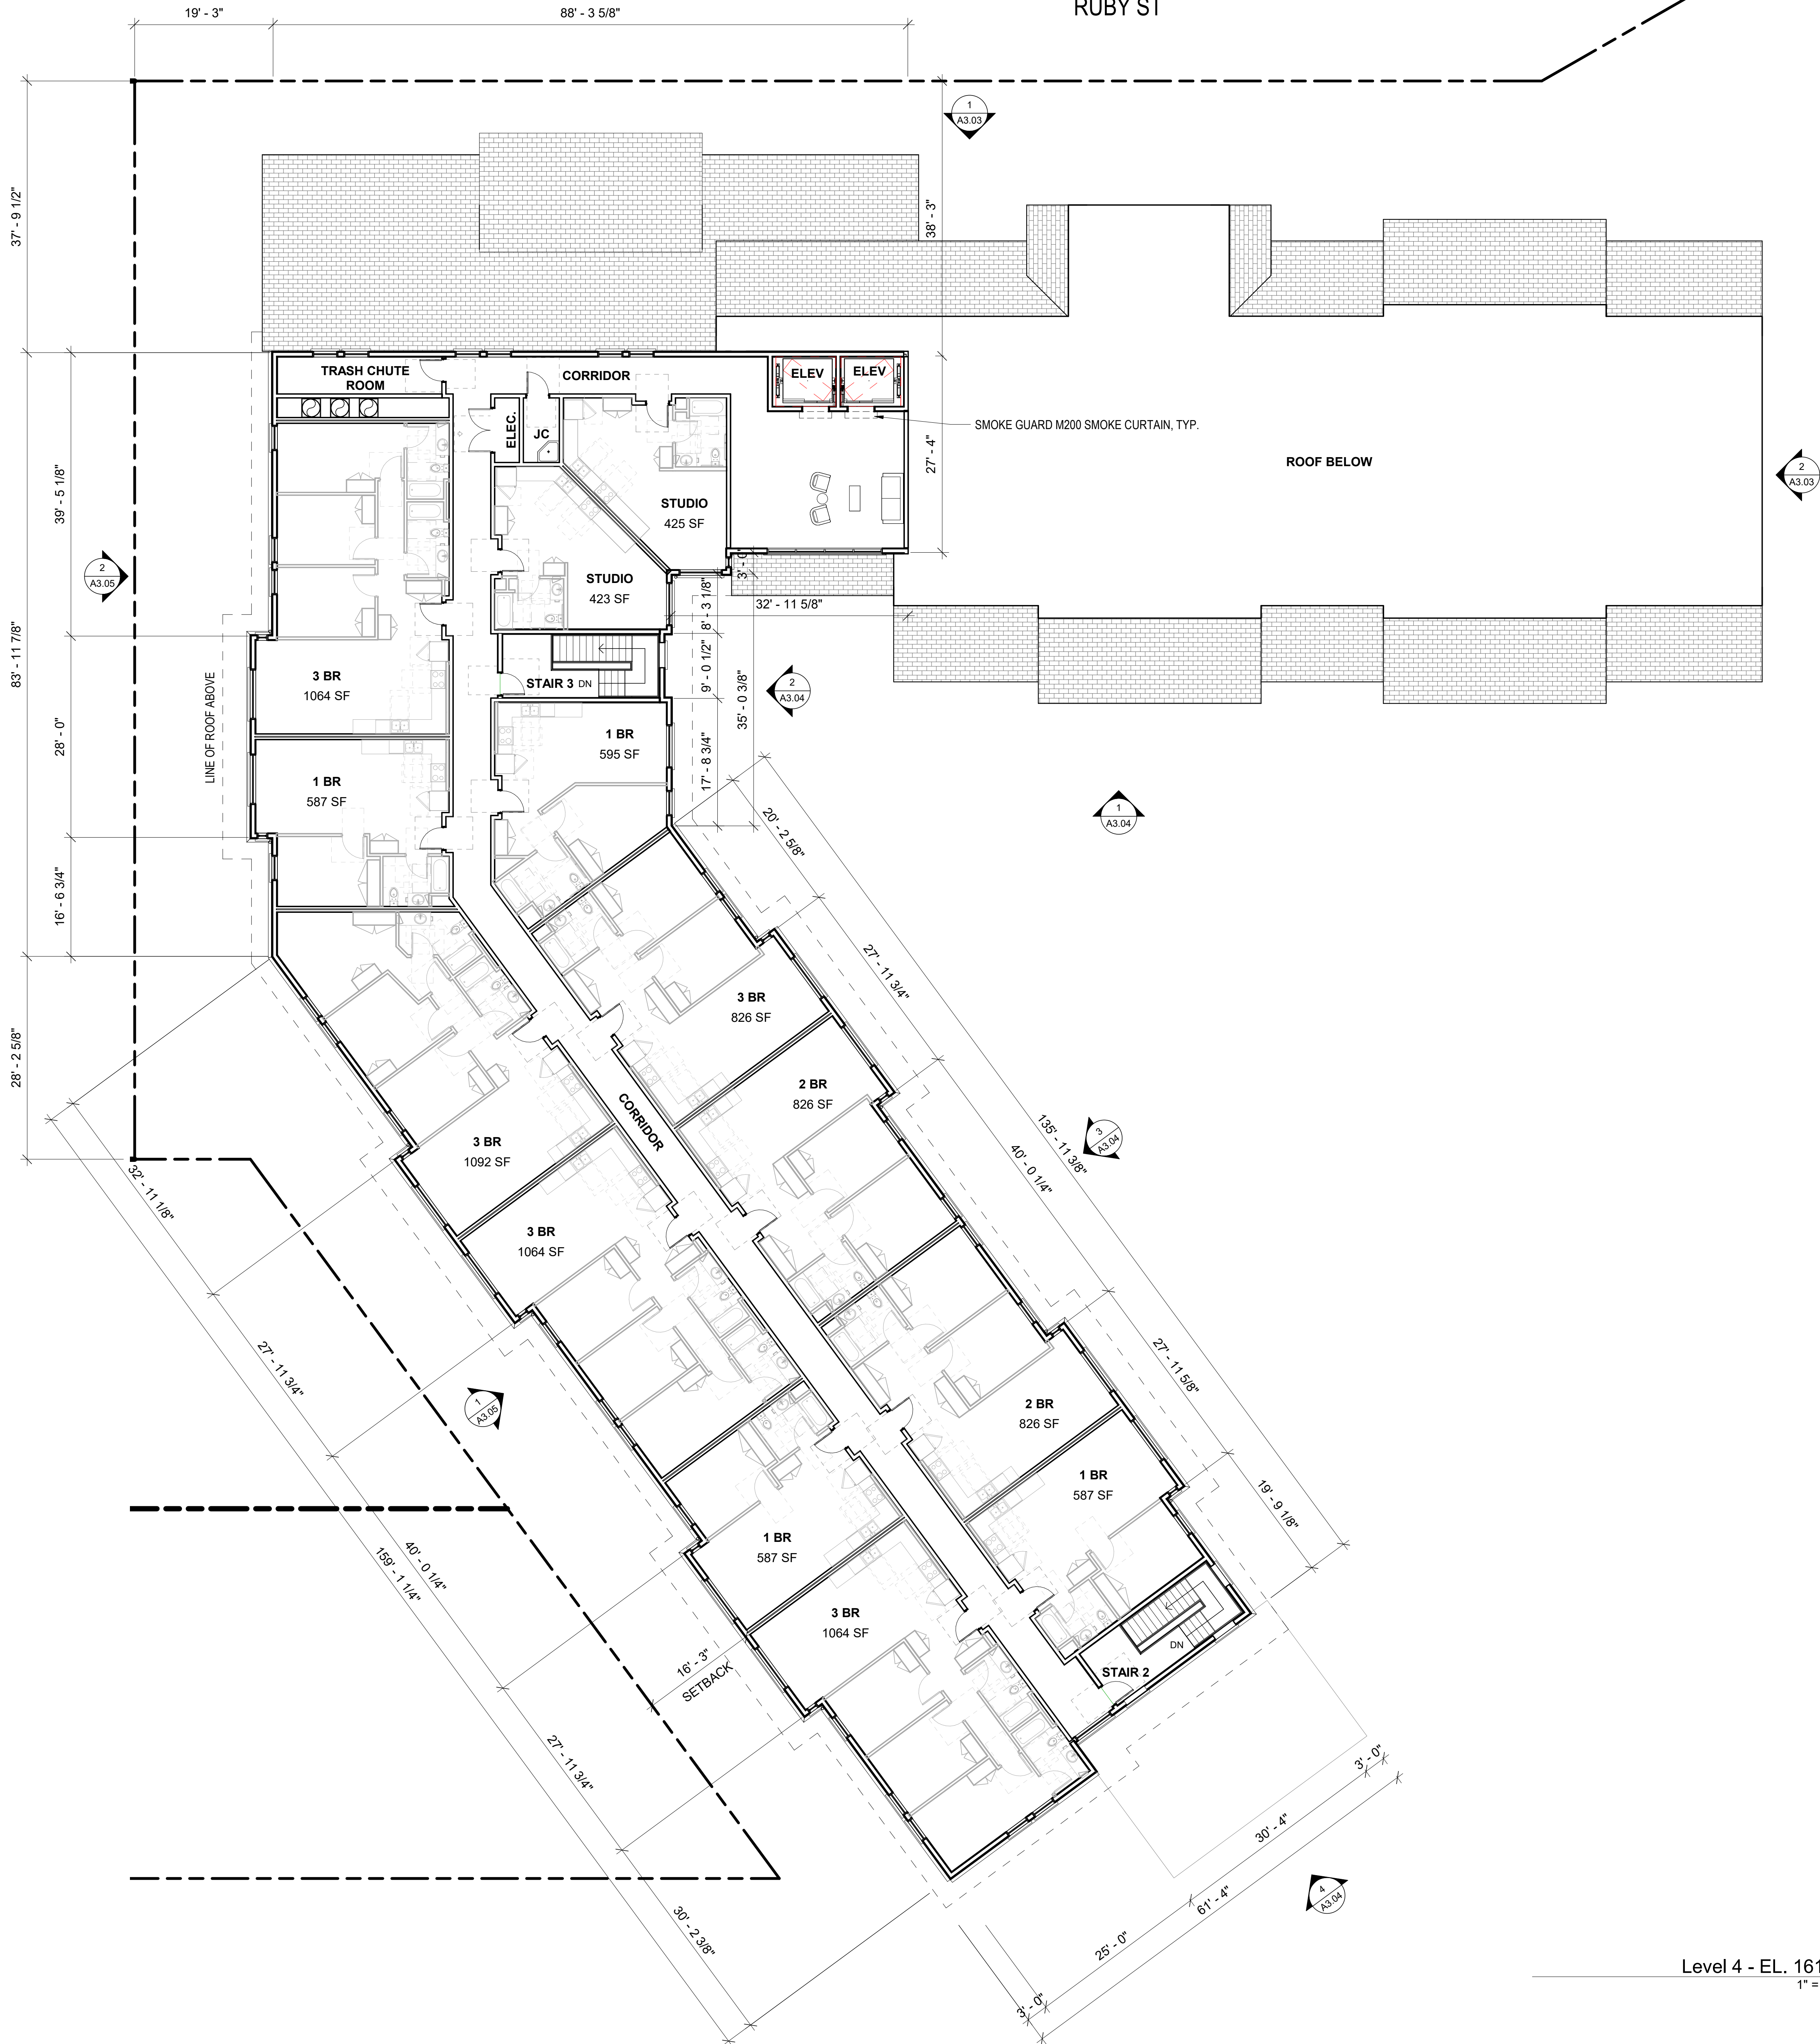 RUBY ST
19' - 3"
88' - 3 5/8"
37' - 9 1/2"
38' - 3"
1
A3.03
TRASH CHUTE
ROOM
CORRIDOR
ELEV
ELEV
ELEC.
JC
SMOKE GUARD M200 SMOKE CURTAIN, TYP.
ROOF BELOW
2
A3.03
27' - 4"
39' - 5 1/8"
STUDIO
425 SF
STUDIO
423 SF
2
A3.05
8' - 3 1/8"
32' - 11 5/8"
83' - 11 7/8"
LINE OF ROOF ABOVE
3 BR
1064 SF
STAIR 3
DN
9' - 0 1/2"
35' - 0 3/8"
2
A3.04
28' - 0"
1 BR
595 SF
17' - 8 3/4"
1 BR
587 SF
1
A3.04
20' - 2 5/8"
16' - 6 3/4"
27' - 11 3/4"
3 BR
826 SF
28' - 2 5/8"
2 BR
826 SF
CORRIDOR
135' - 11 3/8"
3
A3.04
40' - 0 1/4"
3 BR
1092 SF
32' - 11 1/8"
3 BR
1064 SF
27' - 11 3/4"
27' - 11 5/8"
1
A3.05
2 BR
826 SF
1 BR
587 SF
19' - 9 1/8"
1 BR
587 SF
40' - 0 1/4"
159' - 1 1/4"
3 BR
1064 SF
DN
STAIR 2
16' - 3"
SETBACK
27' - 11 3/4"
3' - 0"
30' - 4"
61' - 4"
4
A3.04
30' - 2 3/8"
25' - 0"
3' - 0"
Level 4 - EL. 161
1" =